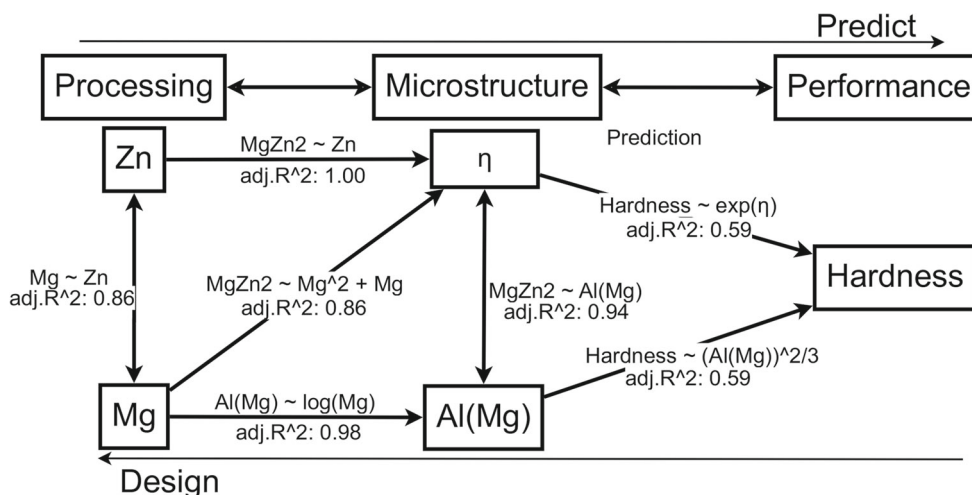 Predict
Processing
Microstructure
Performance
Prediction
Zn
MgZn2 ~ Zn
adj.R^2: 1.00
η
Hardness ~ exp(η)
adj.R^2: 0.59
Mg ~ Zn
adj.R^2: 0.86
MgZn2 ~ Mg^2 + Mg
adj.R^2: 0.86
MgZn2 ~ Al(Mg)
adj.R^2: 0.94
Hardness
Mg
Al(Mg) ~ log(Mg)
adj.R^2: 0.98
Al(Mg)
Hardness ~ (Al(Mg))^2/3
adj.R^2: 0.59
Design